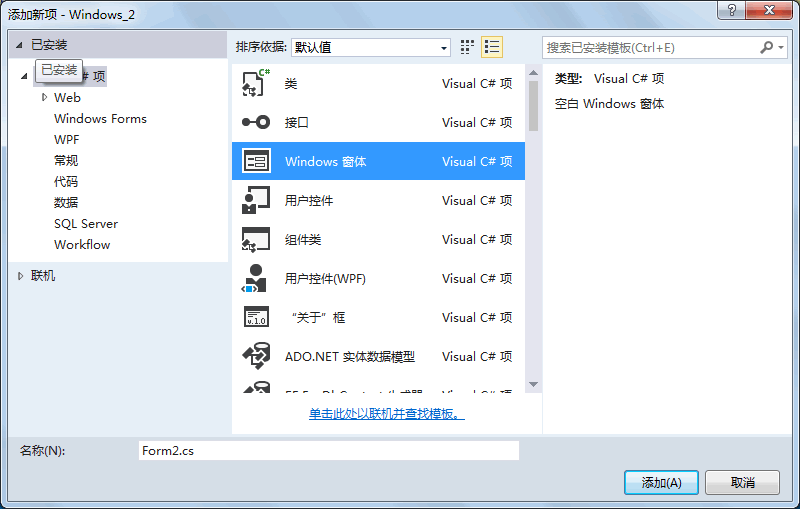 添加新项 - Windows_2
已安装
排序依据: 默认值
搜索已安装模板(Ctrl+E)
已安装
# 项
Web
Windows Forms
WPF
常规
代码
数据
SQL Server
Workflow
联机
C#
类 Visual C# 项
接口 Visual C# 项
Windows 窗体 Visual C# 项
用户控件 Visual C# 项
组件类 Visual C# 项
用户控件(WPF) Visual C# 项
v.1.0
“关于”框 Visual C# 项
ADO.NET 实体数据模型 Visual C# 项
单击此处以联机并查找模板。
类型: Visual C# 项
空白 Windows 窗体
名称(N): Form2.cs
添加(A) 取消